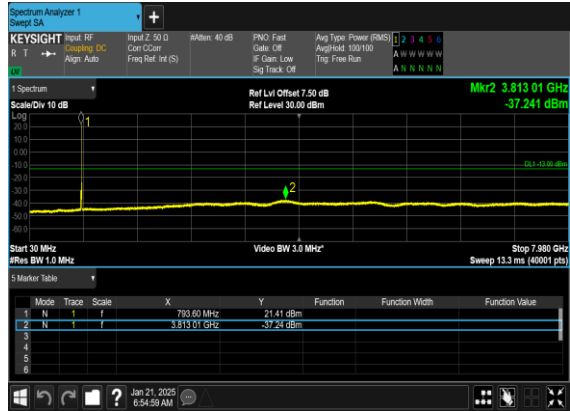 Spectrum Analyzer 1
Swept SA
+
KEYSIGHT Input: RF Input Z: 50 Ω #Atten: 40 dB PNO: Fast Avg Type: Power (RMS) 1 2 3 4 5 6
R T Coupling: DC Corr CCorr Gate: Off Avg|Hold: 100/100 A W W W W W
Align: Auto Freq Ref: Int (S) IF Gain: Low Trig: Free Run
Sig Track: Off A N N N N N
1 Spectrum Ref Lvl Offset 7.50 dB Mkr2 3.813 01 GHz
Scale/Div 10 dB Ref Level 30.00 dBm -37.241 dBm
Log
20.0
10.0
0.00
-10.0
-20.0
-30.0
-40.0
-50.0
-60.0
1
DL1 -13.00 dBm
2
Start 30 MHz Video BW 3.0 MHz* Stop 7.980 GHz
#Res BW 1.0 MHz Sweep 13.3 ms (40001 pts)
5 Marker Table
Mode Trace Scale X Y Function Function Width Function Value
1 N 1 f 793.60 MHz 21.41 dBm
2 N 1 f 3.813 01 GHz -37.24 dBm
3
4
5
6
? Jan 21, 2025
6:54:59 AM